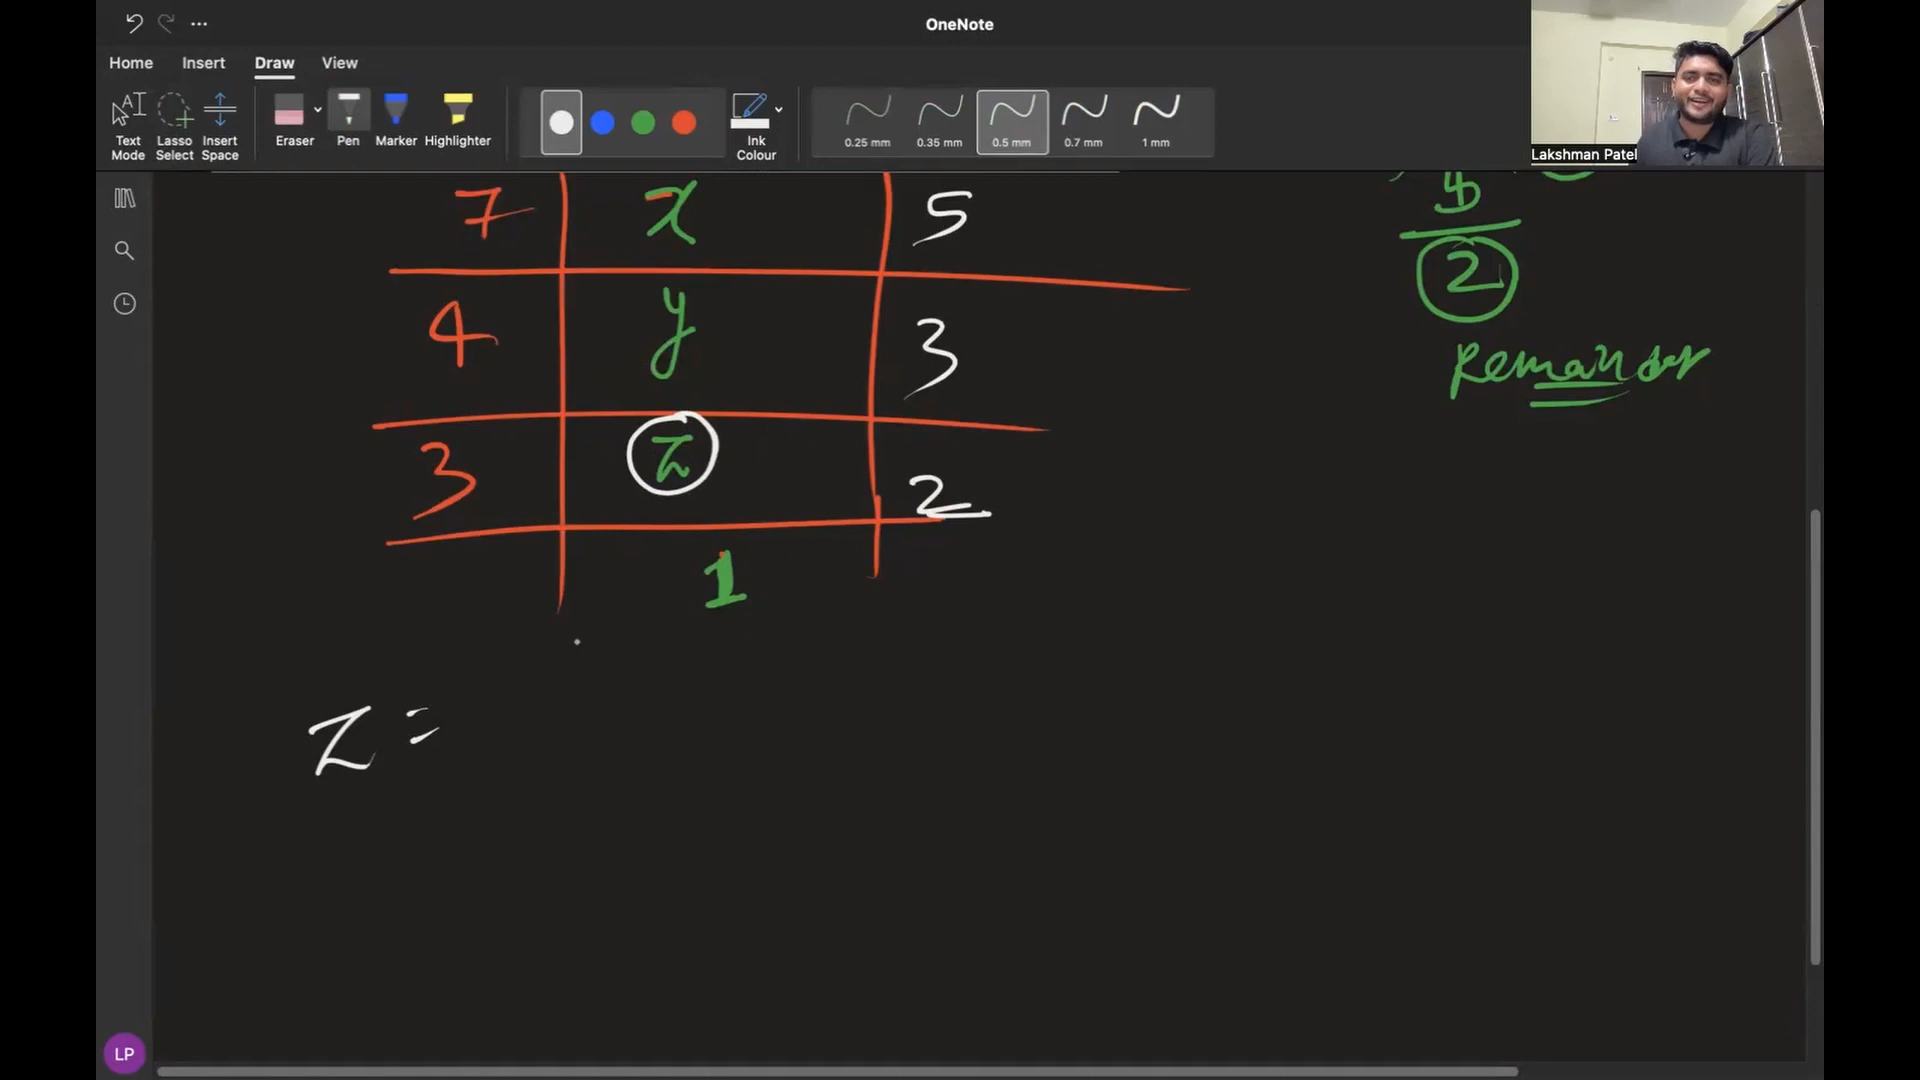 OneNote
Home Insert Draw View
Text Mode
Lasso Select
Insert Space
Eraser
Pen
Marker
Highlighter
Ink Colour
0.25 mm
0.35 mm
0.5 mm
0.7 mm
1 mm
Lakshman Patel
7 x 5
4 y 3
3 z 2
1
2
Remainder
z =
LP